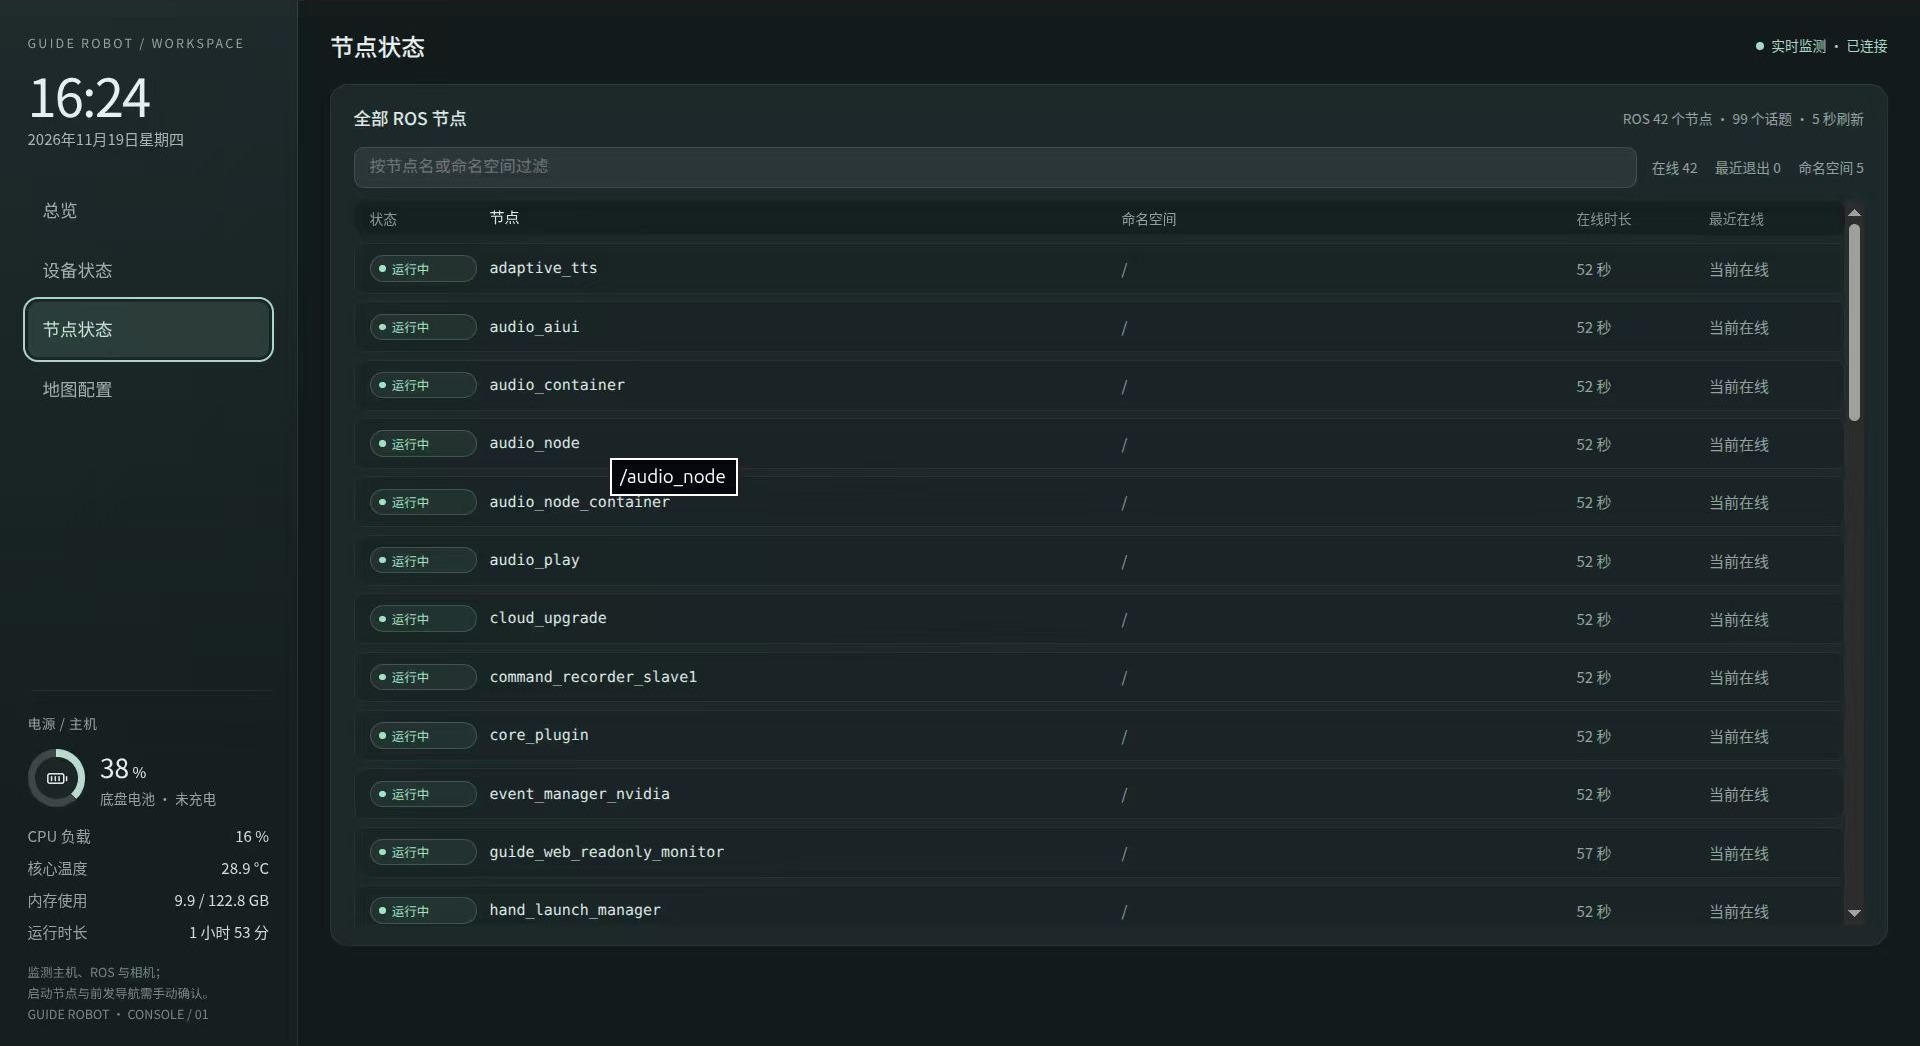 GUIDE ROBOT / WORKSPACE
16:24
2026年11月19日星期四
总览
设备状态
节点状态
地图配置
电源 / 主机
38 %
底盘电池 · 未充电
CPU 负载 16 %
核心温度 28.9 °C
内存使用 9.9 / 122.8 GB
运行时长 1 小时 53 分
监测主机、ROS 与相机；
启动节点与前发导航需手动确认。
GUIDE ROBOT · CONSOLE / 01
节点状态
实时监测 · 已连接
全部 ROS 节点
ROS 42 个节点 · 99 个话题 · 5 秒刷新
按节点名或命名空间过滤
在线 42 最近退出 0 命名空间 5
状态 节点 命名空间 在线时长 最近在线
运行中 adaptive_tts / 52 秒 当前在线
运行中 audio_aiui / 52 秒 当前在线
运行中 audio_container / 52 秒 当前在线
运行中 audio_node / 52 秒 当前在线
/audio_node
运行中 audio_node_container / 52 秒 当前在线
运行中 audio_play / 52 秒 当前在线
运行中 cloud_upgrade / 52 秒 当前在线
运行中 command_recorder_slave1 / 52 秒 当前在线
运行中 core_plugin / 52 秒 当前在线
运行中 event_manager_nvidia / 52 秒 当前在线
运行中 guide_web_readonly_monitor / 57 秒 当前在线
运行中 hand_launch_manager / 52 秒 当前在线